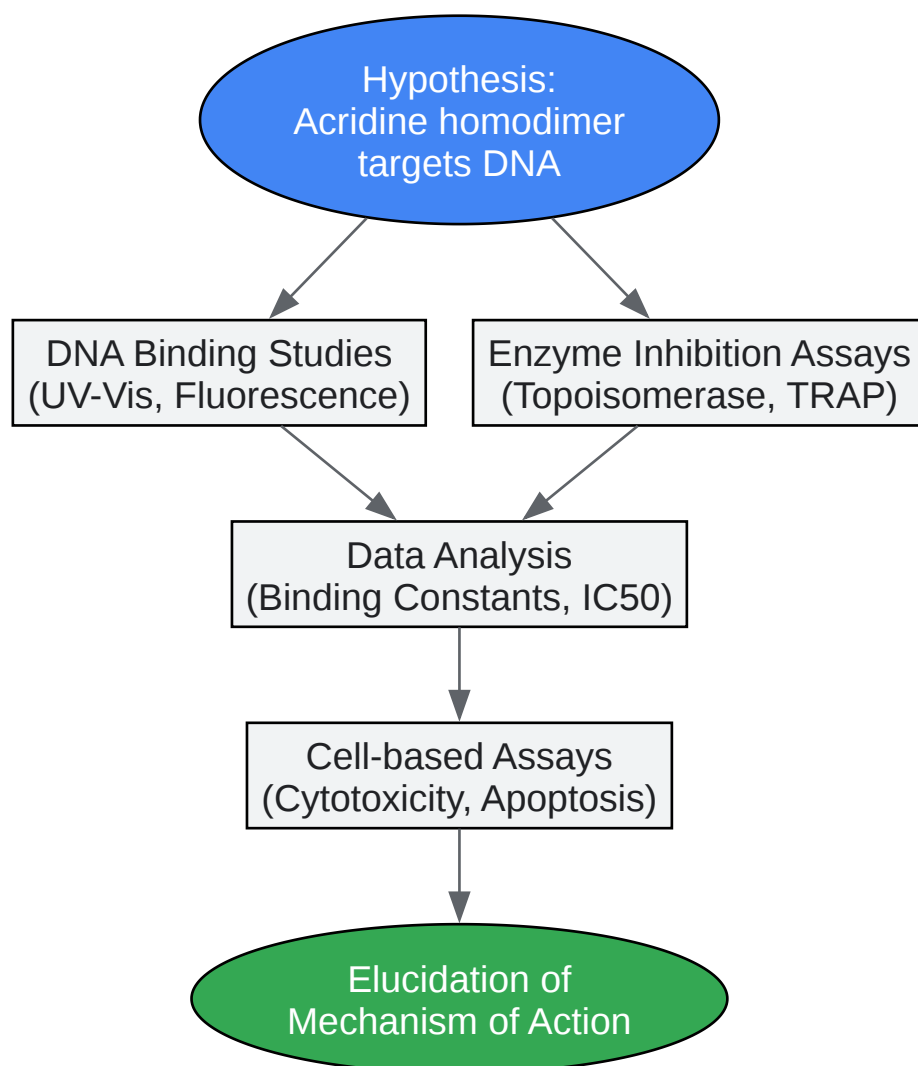 Hypothesis:
Acridine homodimer
targets DNA
DNA Binding Studies
(UV-Vis, Fluorescence)
Enzyme Inhibition Assays
(Topoisomerase, TRAP)
Data Analysis
(Binding Constants, IC50)
Cell-based Assays
(Cytotoxicity, Apoptosis)
Elucidation of
Mechanism of Action